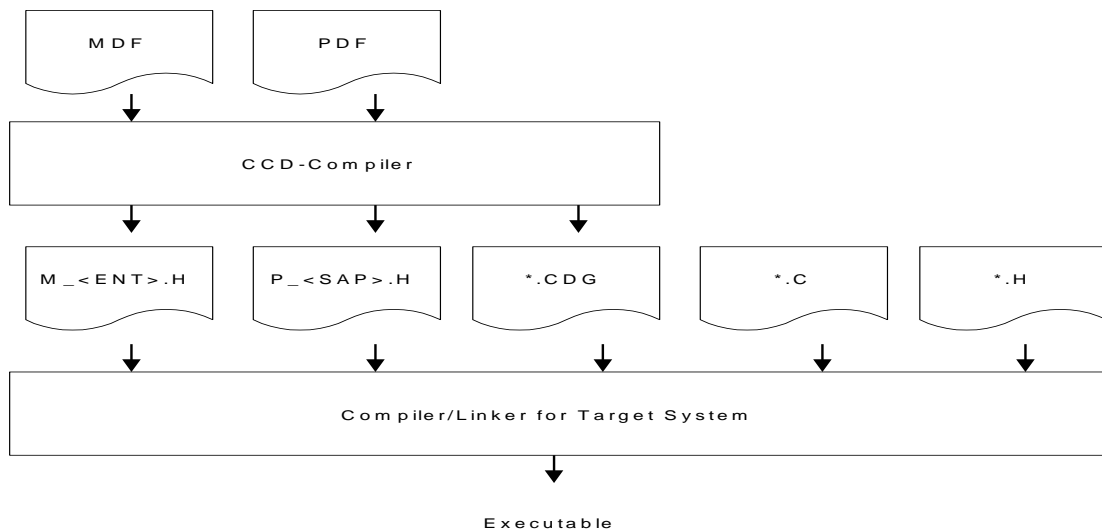 MDF
PDF
CCD-Compiler
M_<ENT>.H
P_<SAP>.H
*.CDG
*.C
*.H
Compiler/Linker for Target System
Executable